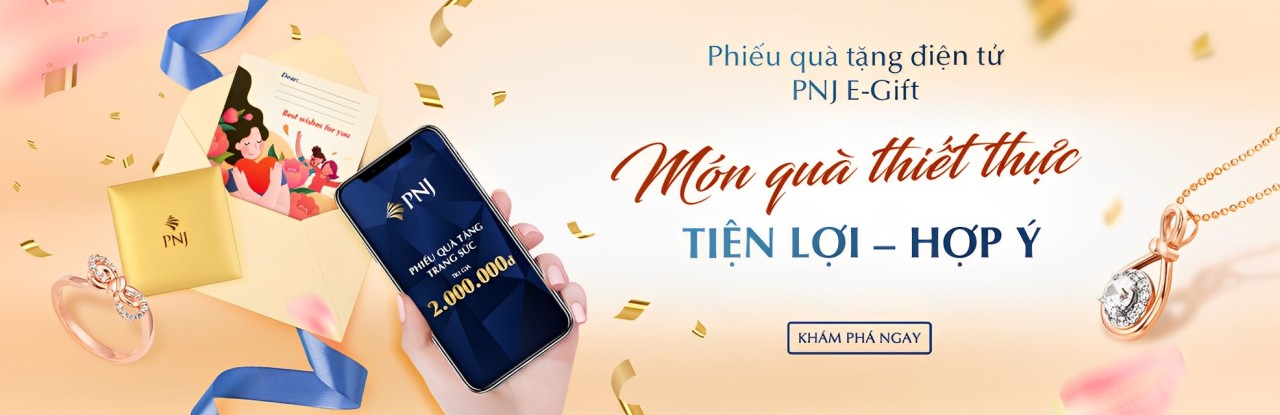 Phiếu quà tặng điện tử
PNJ E-Gift
Món quà thiết thực
TIỆN LỢI – HỢP Ý
KHÁM PHÁ NGAY
Dear:
Best wishes for you
PNJ
PNJ
PHIẾU QUÀ TẶNG
TRANG SỨC
TRỊ GIÁ
2.000.000đ